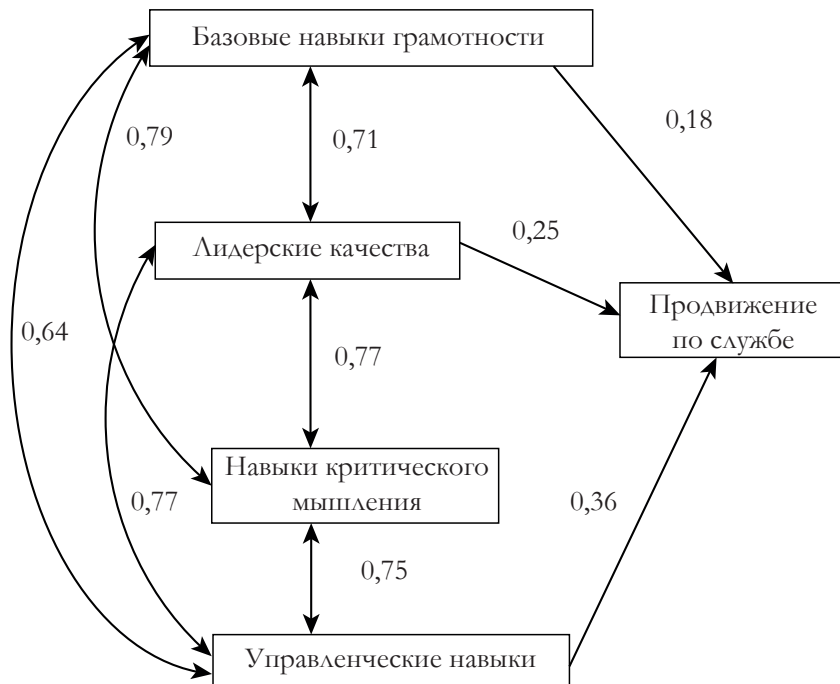 Базовые навыки грамотности
0,79
0,71
0,18
Лидерские качества
0,25
Продвижение
по службе
0,64
0,77
Навыки критического
мышления
0,77
0,36
0,75
Управленческие навыки